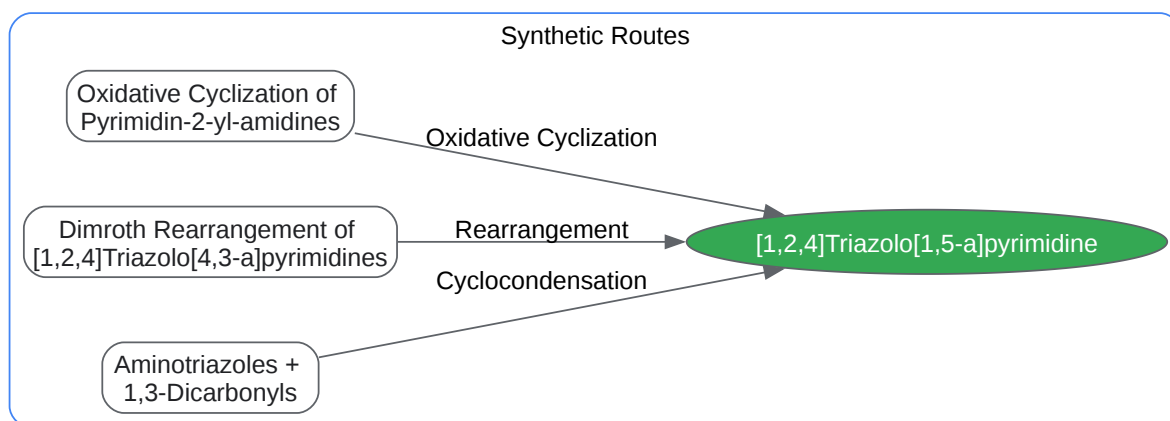 Synthetic Routes
Oxidative Cyclization of
Pyrimidin-2-yl-amidines
Oxidative Cyclization
Dimroth Rearrangement of
[1,2,4]Triazolo[4,3-a]pyrimidines
Rearrangement
[1,2,4]Triazolo[1,5-a]pyrimidine
Cyclocondensation
Aminotriazoles +
1,3-Dicarbonyls